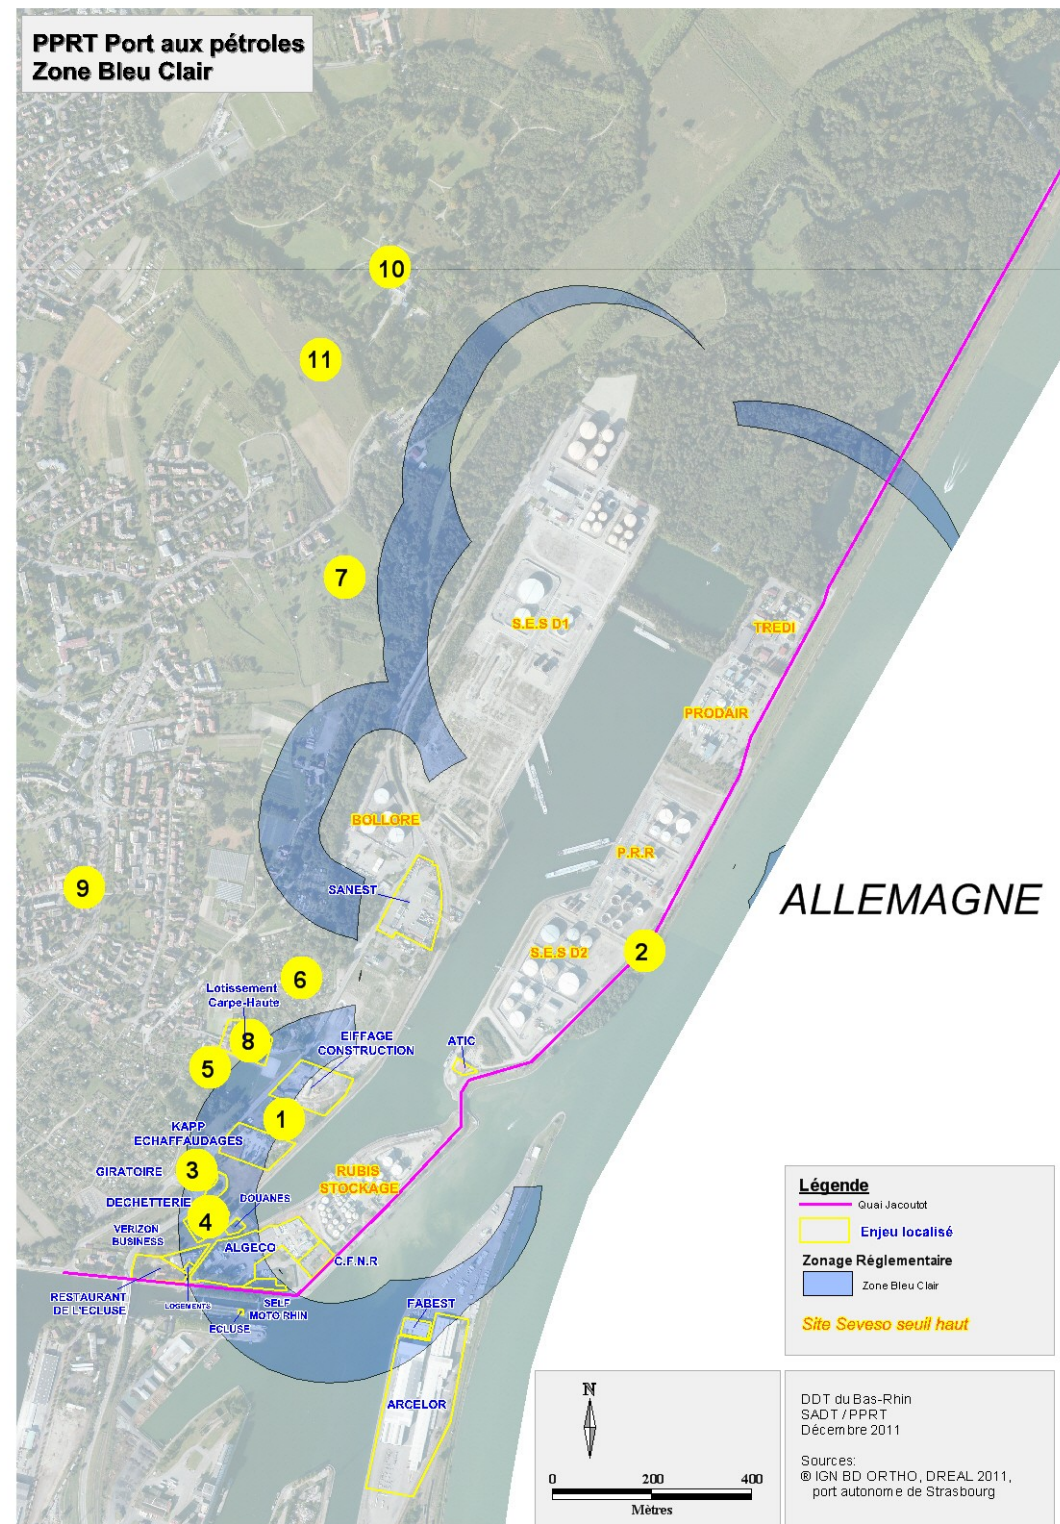 PPRT Port aux pétroles
Zone Bleu Clair
10
11
7
S.E.S D1
TREDI
PRODAIR
BOLLORE
P.R.R
9
SANEST
ALLEMAGNE
S.E.S D2
2
6
Lotissement
Carpe-Haute
8
EIFFAGE
CONSTRUCTION
ATIC
5
1
KAPP
ECHAFFAUDAGES
GIRATOIRE
3
RUBIS
STOCKAGE
DECHETTERIE
DOUANES
4
VERIZON
BUSINESS
ALGECO
C.F.N.R
RESTAURANT
DE L'ECLUSE
LOGEMENTS
SELF
MOTO RHIN
ECLUSE
FABEST
ARCELOR
Légende
Quai Jacoutot
Enjeu localisé
Zonage Réglementaire
Zone Bleu Clair
Site Seveso seuil haut
N
0 200 400
Mètres
DDT du Bas-Rhin
SADT / PPRT
Décembre 2011
Sources:
® IGN BD ORTHO, DREAL 2011,
port autonome de Strasbourg